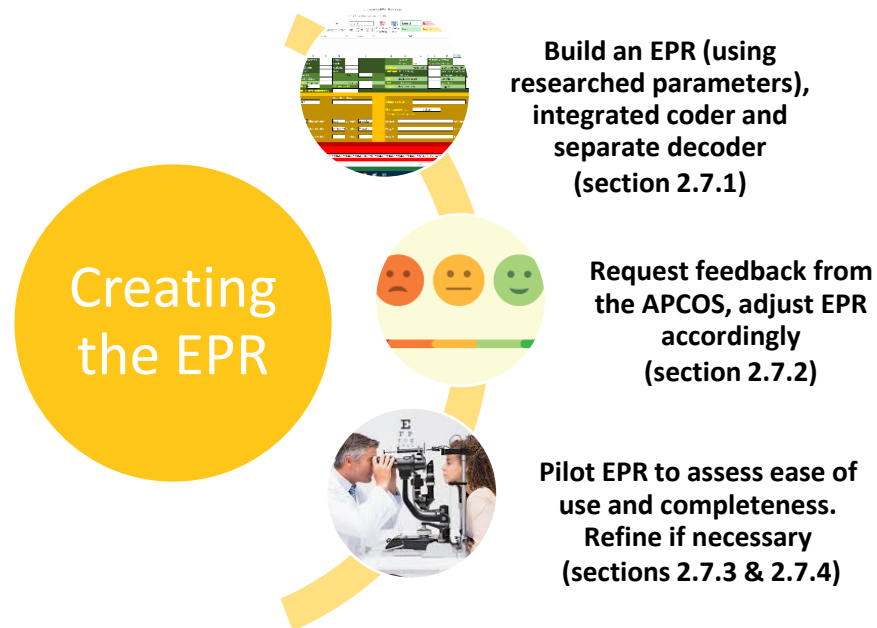 Creating
the EPR
Build an EPR (using
researched parameters),
integrated coder and
separate decoder
(section 2.7.1)
Request feedback from
the APCOS, adjust EPR
accordingly
(section 2.7.2)
E
Pilot EPR to assess ease of
use and completeness.
Refine if necessary
(sections 2.7.3 & 2.7.4)